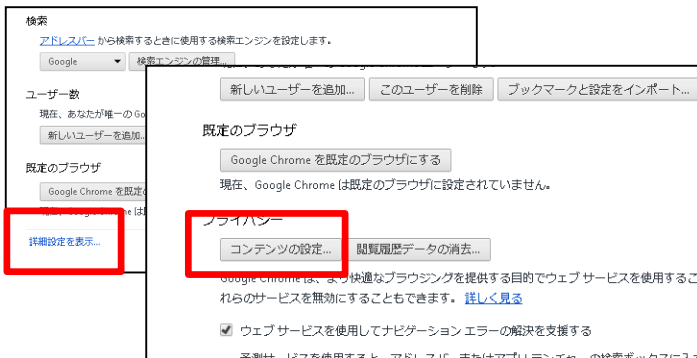 検索
アドレスバー から検索するときに使用する検索エンジンを設定します。
Google
検索エンジンの管理...
ユーザー数
現在、あなたが唯一の Go
新しいユーザーを追加..
既定のブラウザ
Google Chrome を既定の
詳細設定を表示...
新しいユーザーを追加...
このユーザーを削除
ブックマークと設定をインポート...
既定のブラウザ
Google Chrome を既定のブラウザにする
現在、Google Chrome は既定のブラウザに設定されていません。
プライバシー
コンテンツの設定...
閲覧履歴データの消去...
Google Chrome は、より快適なブラウジングを提供する目的でウェブ サービスを使用するこ
れらのサービスを無効にすることもできます。 詳しく見る
ウェブ サービスを使用してナビゲーション エラーの解決を支援する